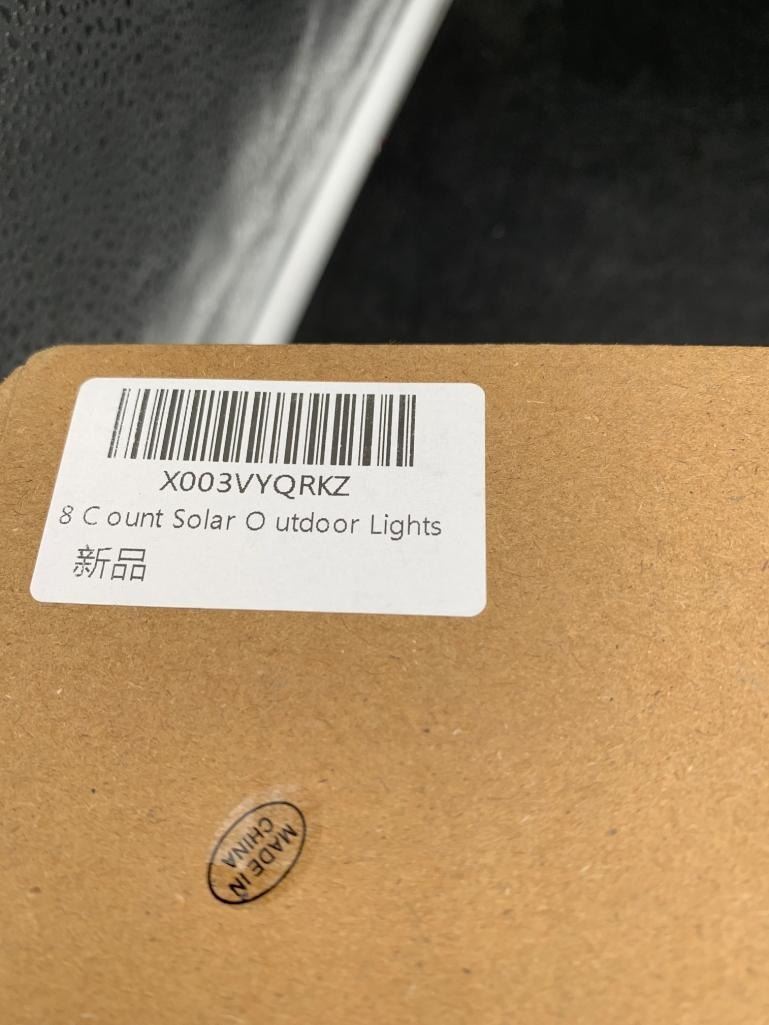 X003VYQRKZ
8 C ount Solar O utdoor Lights
新品
MADE IN
CHINA